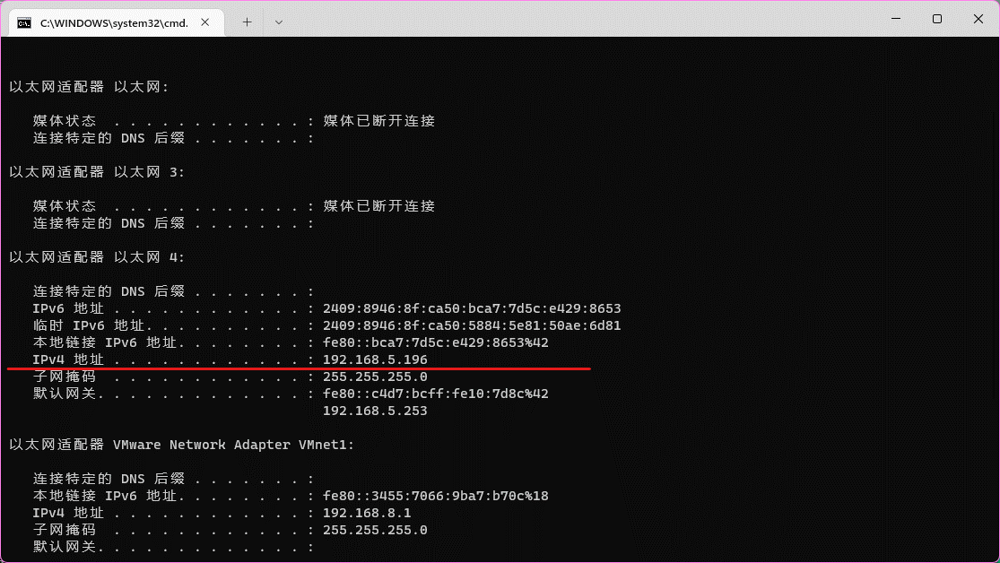 C:\WINDOWS\system32\cmd.
以太网适配器 以太网:
媒体状态 . . . . . . . . . . . . : 媒体已断开连接
连接特定的 DNS 后缀 . . . . . . . :
以太网适配器 以太网 3:
媒体状态 . . . . . . . . . . . . : 媒体已断开连接
连接特定的 DNS 后缀 . . . . . . . :
以太网适配器 以太网 4:
连接特定的 DNS 后缀 . . . . . . . :
IPv6 地址 . . . . . . . . . . . . : 2409:8946:8f:ca50:bca7:7d5c:e429:8653
临时 IPv6 地址. . . . . . . . . . : 2409:8946:8f:ca50:5884:5e81:50ae:6d81
本地链接 IPv6 地址. . . . . . . . : fe80::bca7:7d5c:e429:8653%42
IPv4 地址 . . . . . . . . . . . . : 192.168.5.196
子网掩码 . . . . . . . . . . . . : 255.255.255.0
默认网关. . . . . . . . . . . . . : fe80::c4d7:bcff:fe10:7d8c%42
192.168.5.253
以太网适配器 VMware Network Adapter VMnet1:
连接特定的 DNS 后缀 . . . . . . . :
本地链接 IPv6 地址. . . . . . . . : fe80::3455:7066:9ba7:b70c%18
IPv4 地址 . . . . . . . . . . . . : 192.168.8.1
子网掩码 . . . . . . . . . . . . : 255.255.255.0
默认网关. . . . . . . . . . . . . :